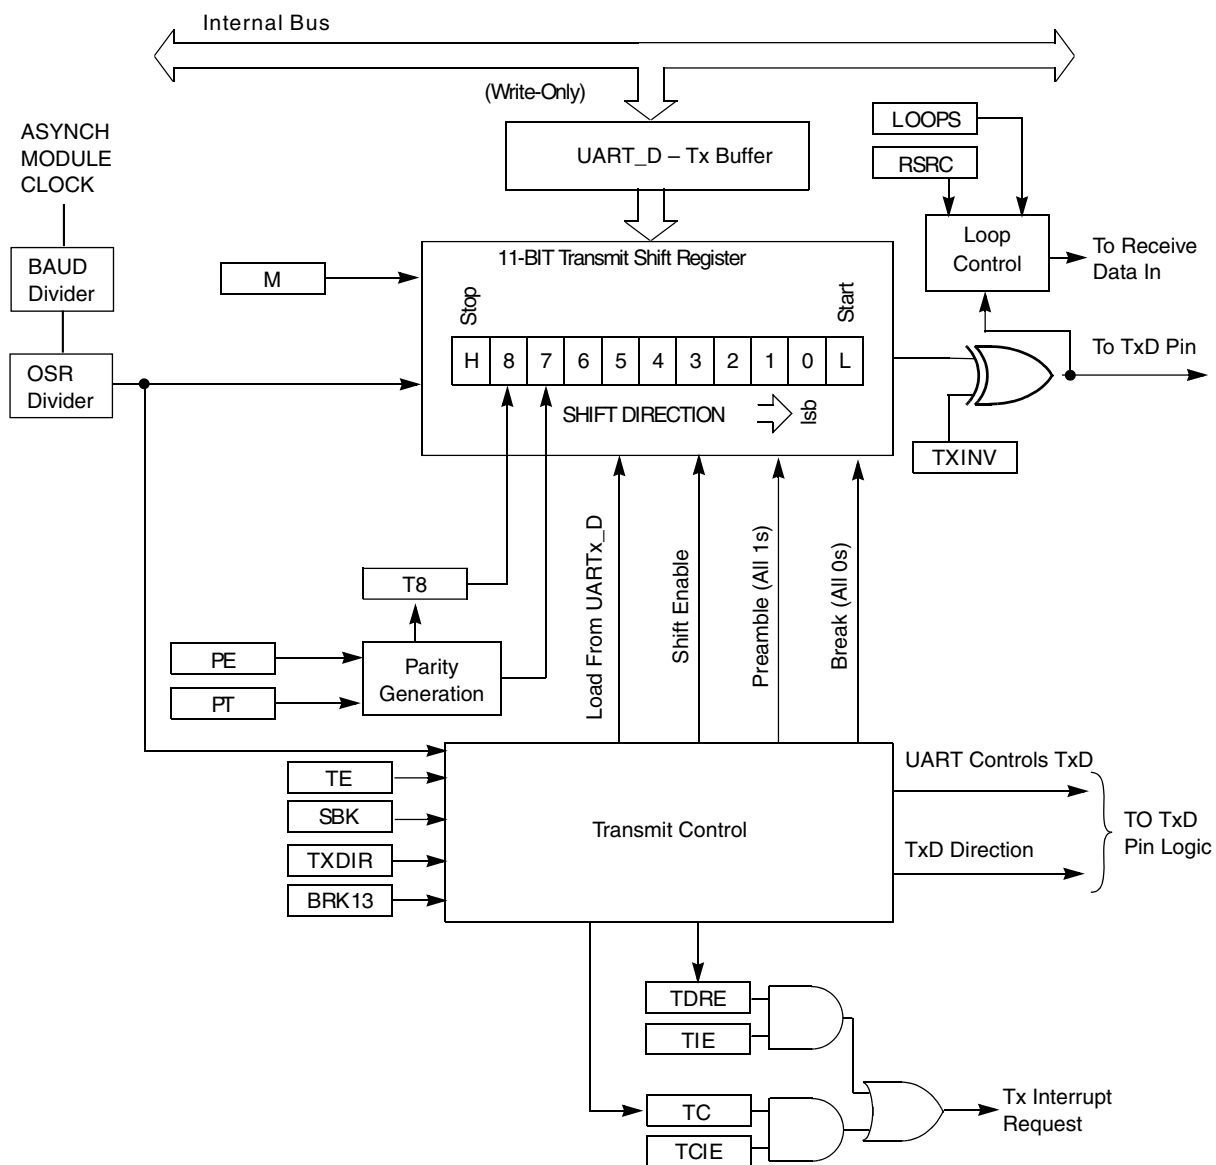 Internal Bus
(Write-Only)
ASYNCH
MODULE
CLOCK
UART_D – Tx Buffer
LOOPS
RSRC
Loop
Control
To Receive
Data In
BAUD
Divider
M
11-BIT Transmit Shift Register
Stop
Start
H 8 7 6 5 4 3 2 1 0 L
To TxD Pin
OSR
Divider
SHIFT DIRECTION
lsb
TXINV
Load From UARTx_D
Shift Enable
Preamble (All 1s)
Break (All 0s)
T8
PE
PT
Parity
Generation
TE
SBK
TXDIR
BRK13
Transmit Control
UART Controls TxD
TxD Direction
TO TxD
Pin Logic
TDRE
TIE
TC
TCIE
Tx Interrupt
Request